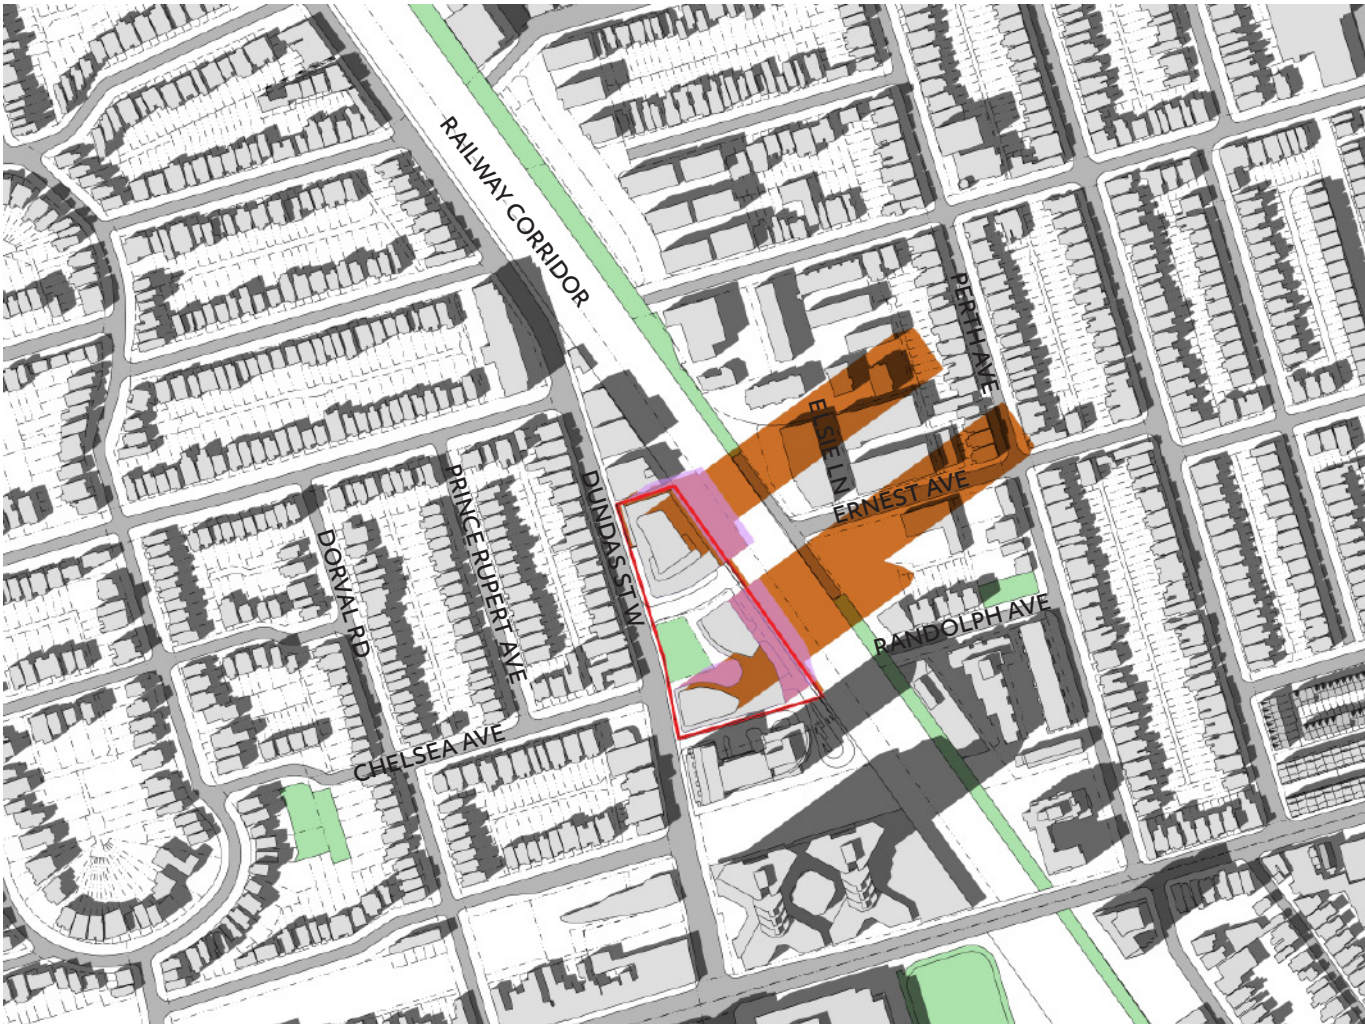 RAILWAY CORRIDOR
PERTH AVE
ELSIE LN
ERNEST AVE
PRINCE RUPERT AVE
DUNDAS ST W
DORVAL RD
RANDOLPH AVE
CHELSEA AVE